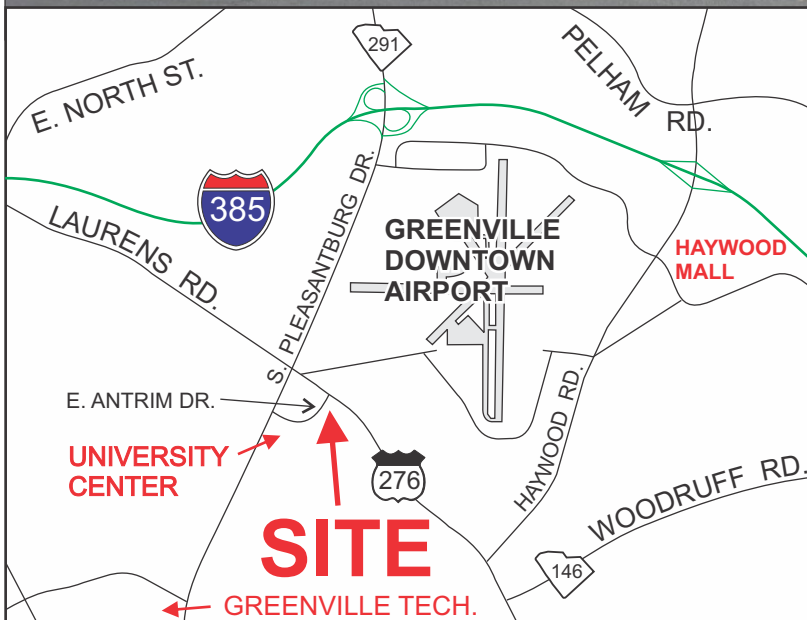 291
E. NORTH ST.
PELHAM RD.
385
LAURENS RD.
S. PLEASANTBURG DR.
GREENVILLE
DOWNTOWN
AIRPORT
HAYWOOD
MALL
E. ANTRIM DR.
UNIVERSITY
CENTER
276
HAYWOOD RD.
WOODRUFF RD.
SITE
146
GREENVILLE TECH.